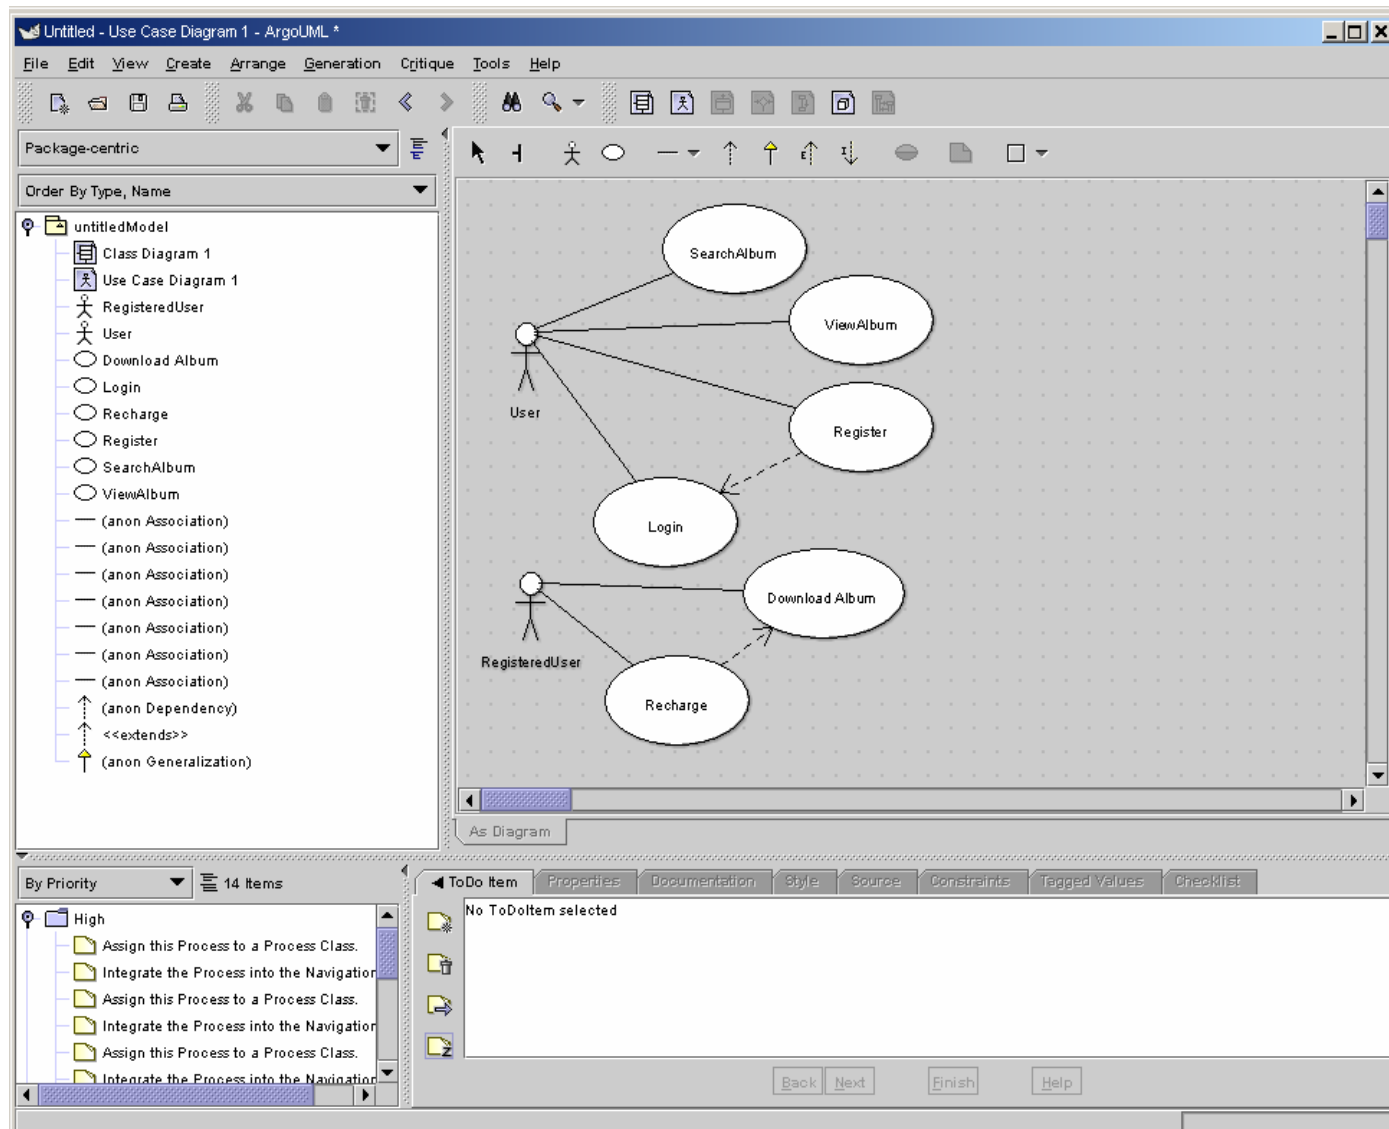 Untitled - Use Case Diagram 1 - ArgoUML *
File Edit View Create Arrange Generation Critique Tools Help
Package-centric
Order By Type, Name
untitledModel
Class Diagram 1
Use Case Diagram 1
RegisteredUser
User
Download Album
Login
Recharge
Register
SearchAlbum
ViewAlbum
(anon Association)
(anon Association)
(anon Association)
(anon Association)
(anon Association)
(anon Association)
(anon Association)
(anon Dependency)
<<extends>>
(anon Generalization)
SearchAlbum
ViewAlbum
User
Register
Login
Download Album
RegisteredUser
Recharge
As Diagram
By Priority 14 Items
High
Assign this Process to a Process Class.
Integrate the Process into the Navigation
Assign this Process to a Process Class.
Integrate the Process into the Navigation
Assign this Process to a Process Class.
Integrate the Process into the Navigation
ToDo Item Properties Documentation Style Source Constraints Tagged Values Checklist
No ToDoItem selected
Back Next Finish Help